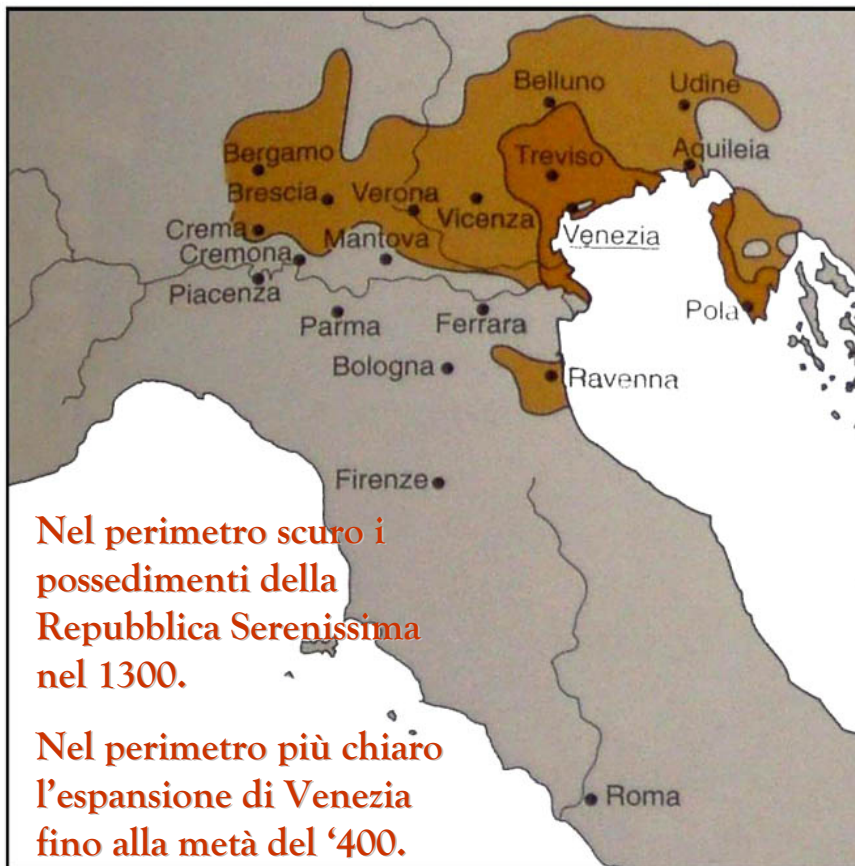 Belluno
Udine
Bergamo
Treviso
Aquileia
Brescia
Verona
Vicenza
Crema
Venezia
Cremona
Mantova
Piacenza
Pola
Parma
Ferrara
Bologna
Ravenna
Firenze
Nel perimetro scuro i
possedimenti della
Repubblica Serenissima
nel 1300.
Nel perimetro più chiaro
l’espansione di Venezia
fino alla metà del ‘400.
Roma